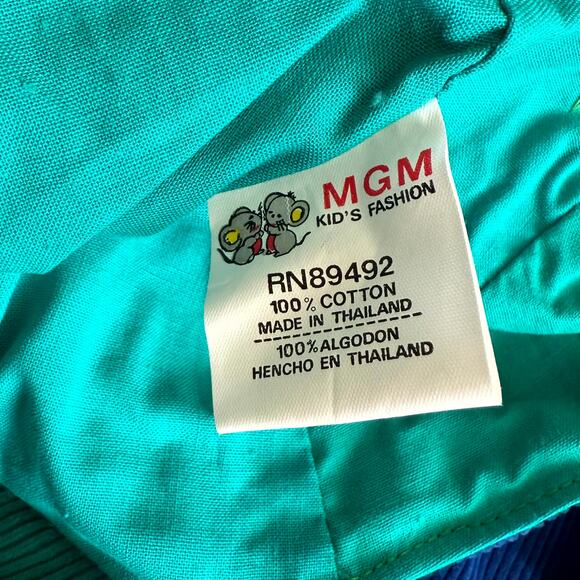 MGM
KID'S FASHION
RN89492
100% COTTON
MADE IN THAILAND
100% ALGODON
HENCHO EN THAILAND